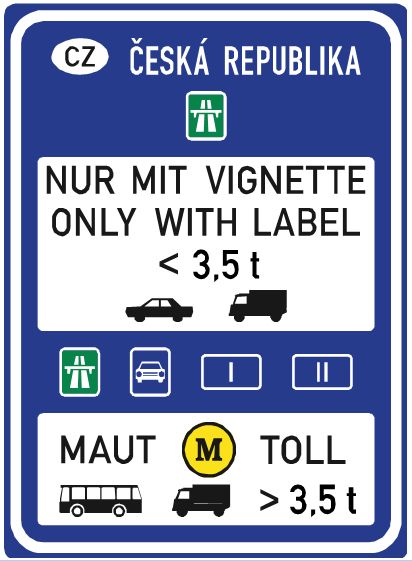 CZ ČESKÁ REPUBLIKA
NUR MIT VIGNETTE
ONLY WITH LABEL
< 3,5 t
I II
MAUT M TOLL
> 3,5 t